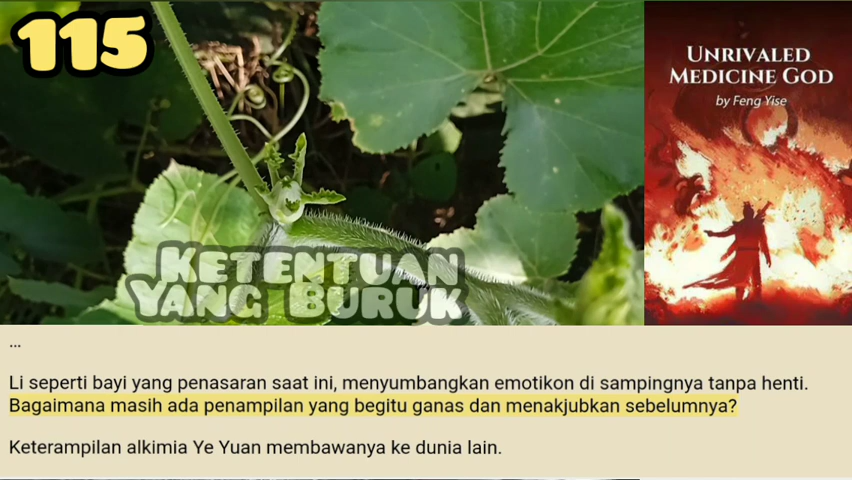 115
UNRIVALED
MEDICINE GOD
by Feng Yise
KETENTUAN
YANG BURUK
...
Li seperti bayi yang penasaran saat ini, menyumbangkan emotikon di sampingnya tanpa henti.
Bagaimana masih ada penampilan yang begitu ganas dan menakjubkan sebelumnya?
Keterampilan alkimia Ye Yuan membawanya ke dunia lain.